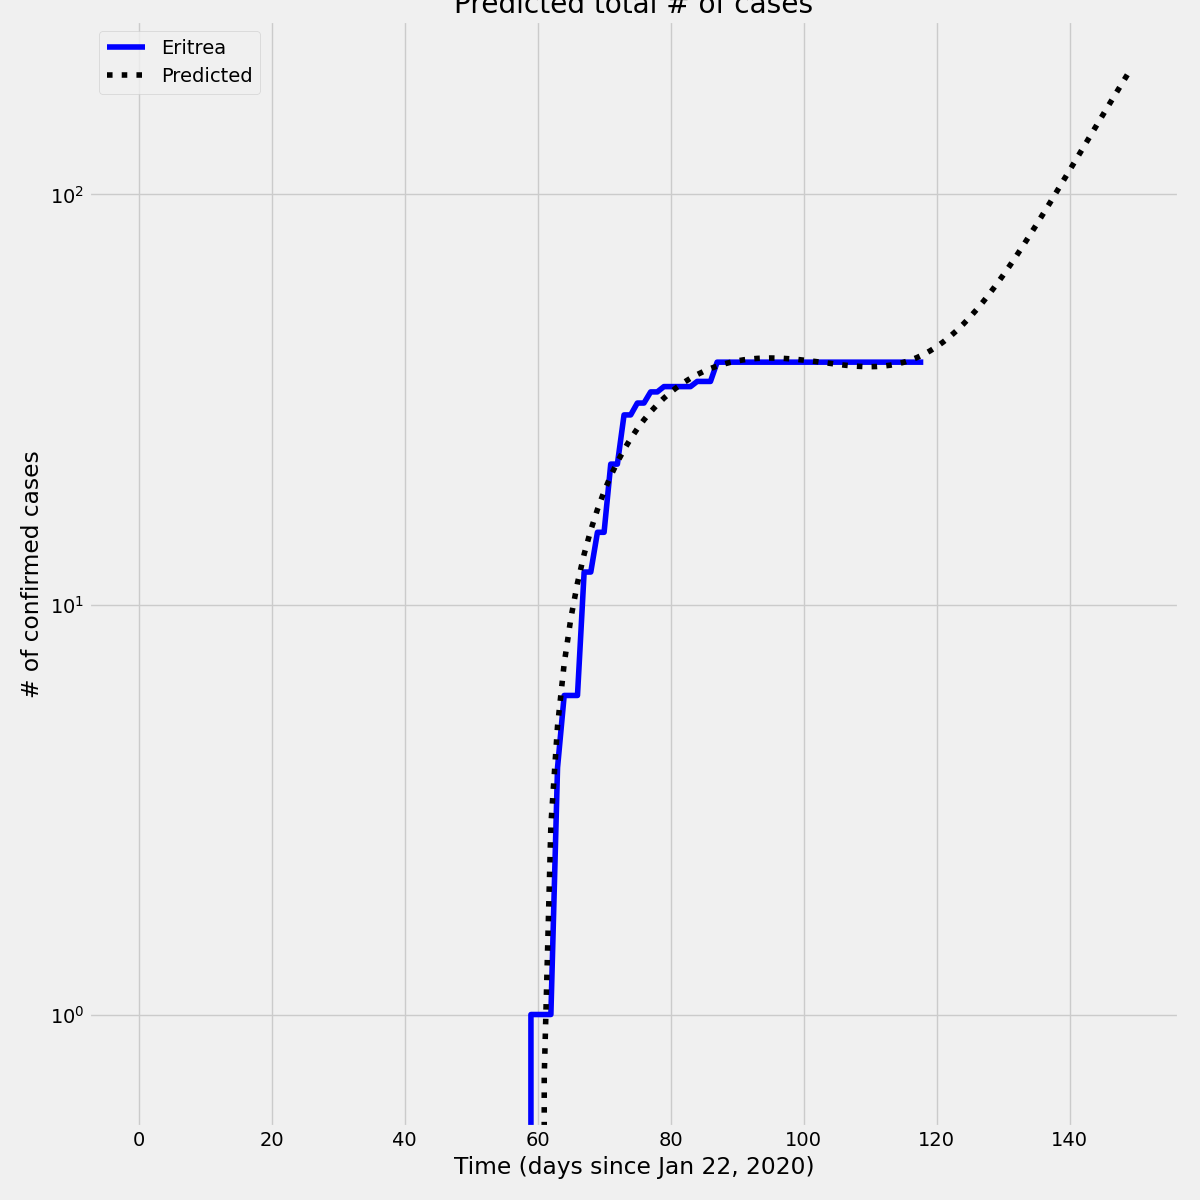 Predicted total # of cases
Eritrea
Predicted
# of confirmed cases
10²
10¹
10⁰
0 20 40 60 80 100 120 140
Time (days since Jan 22, 2020)